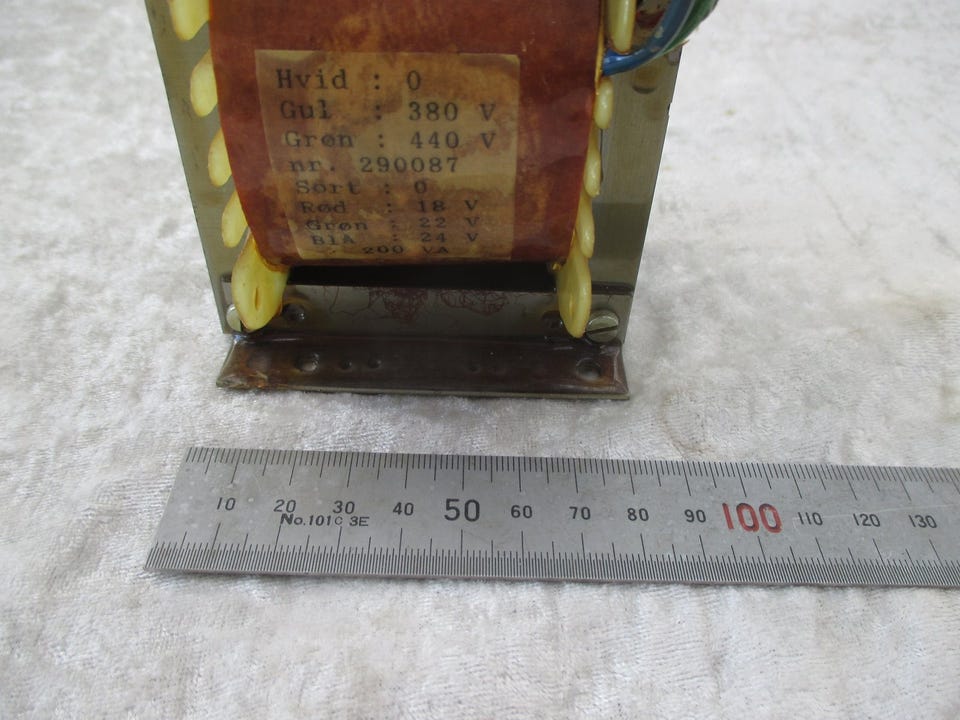 Hvid : 0
Gul : 380 V
Grøn : 440 V
nr. 290087
Sort : 0
Rød : 18 V
Grøn : 22 V
BlA : 24 V
: 200 VA
10 20 30 40 50 60 70 80 90 100 110 120 130
No.101C 3E